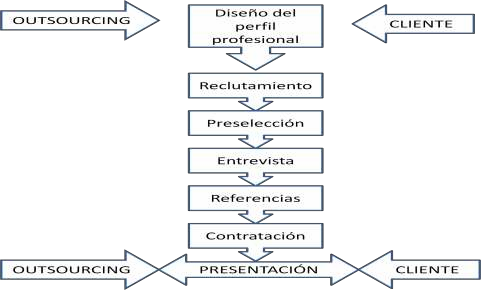 OUTSOURCING
Diseño del
perfil
profesional
CLIENTE
Reclutamiento
Preselección
Entrevista
Referencias
Contratación
OUTSOURCING
PRESENTACIÓN
CLIENTE